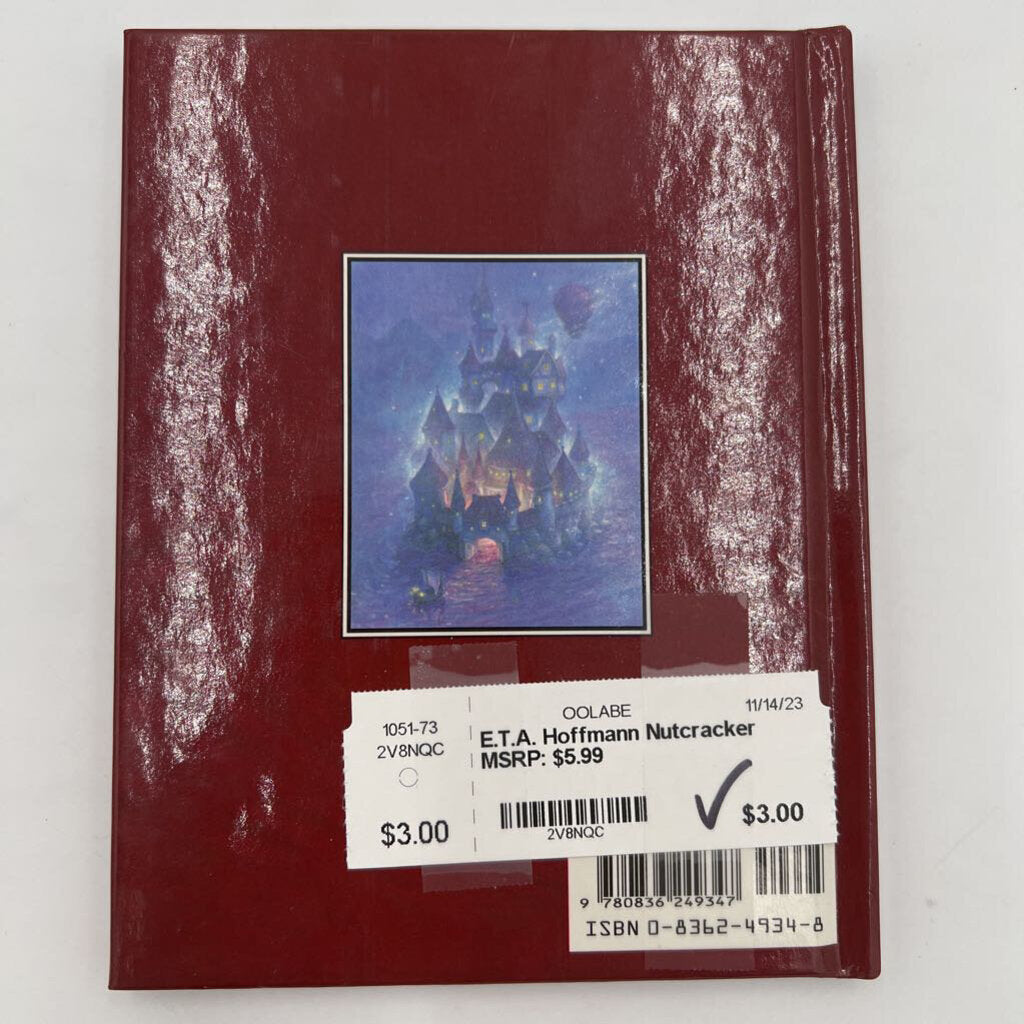 1051-73
2V8NQC
$3.00
OOLABE
11/14/23
E.T.A. Hoffmann Nutcracker
MSRP: $5.99
2V8NQC
$3.00
9 780836 249347
ISBN 0-8362-4934-8